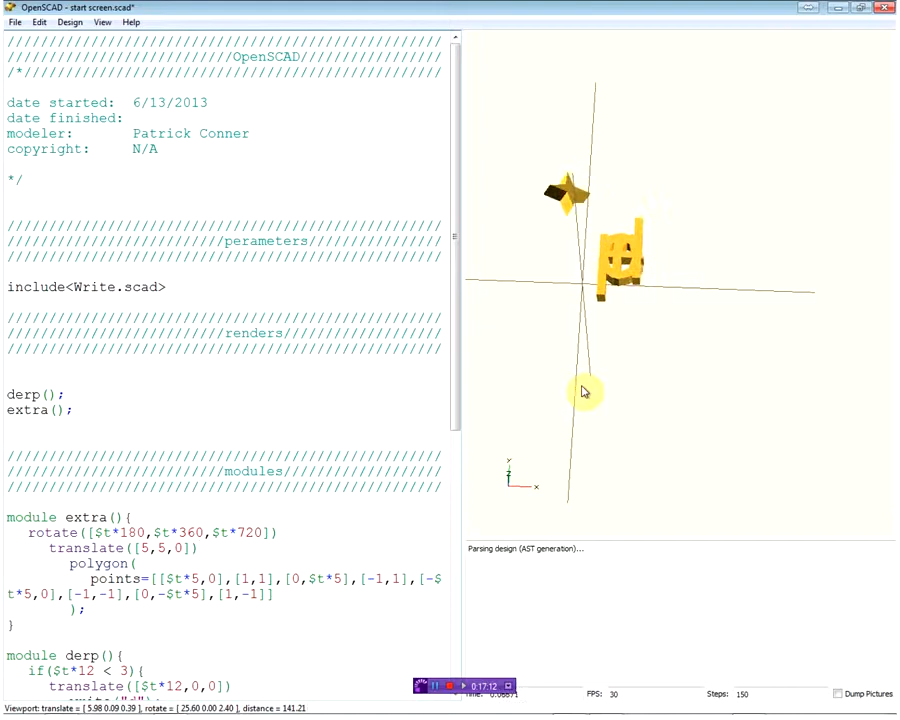 OpenSCAD - start screen.scad*
File Edit Design View Help
//////////////////////////////////////////////////////////////
////////////////////////////////OpenSCAD////////////////////
/*////////////////////////////////////////////////////////////
date started: 6/13/2013
date finished:
modeler: Patrick Conner
copyright: N/A
*/
//////////////////////////////////////////////////////////////
///////////////////////////////perameters///////////////////
//////////////////////////////////////////////////////////////
include<Write.scad>
//////////////////////////////////////////////////////////////
///////////////////////////////renders//////////////////////
//////////////////////////////////////////////////////////////
derp();
extra();
//////////////////////////////////////////////////////////////
///////////////////////////////modules//////////////////////
//////////////////////////////////////////////////////////////
module extra(){
rotate([$t*180,$t*360,$t*720])
translate([5,5,0])
polygon(
points=[[$t*5,0],[1,1],[0,$t*5],[-1,1],[-$
t*5,0],[-1,-1],[0,-$t*5],[1,-1]]
);
}
module derp(){
if($t*12 < 3){
translate([$t*12,0,0])
Y
Z
X
Parsing design (AST generation)...
0:17:12
FPS: 30 Steps: 150 Dump Pictures
Viewport: translate = [ 5.98 0.09 0.39 ], rotate = [ 25.60 0.00 2.40 ], distance = 141.21